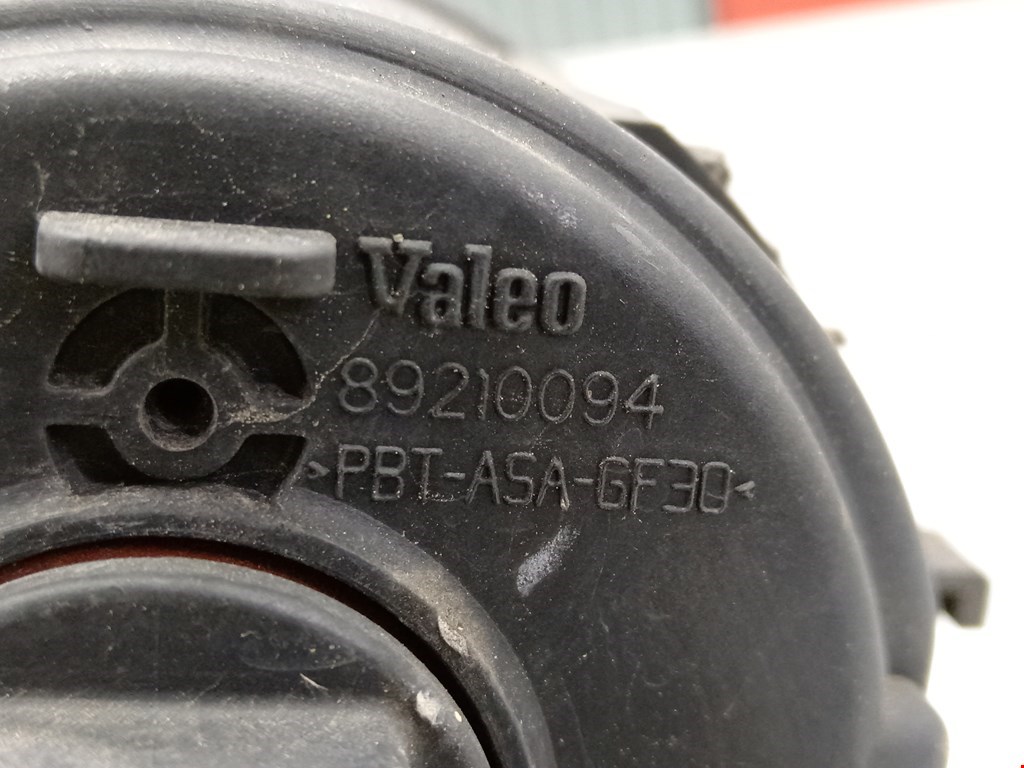 Valeo
89210094
>PBT-ASA-GF30<